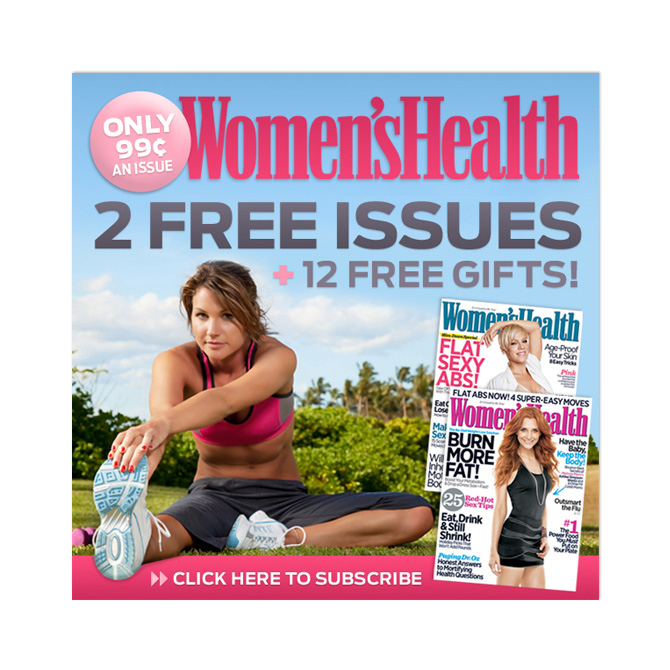 ONLY
99¢
AN ISSUE
Women'sHealth
2 FREE ISSUES
+ 12 FREE GIFTS!
Women'sHealth
FLAT
SEXY
ABS!
Age-Proof
Your Skin
8 Easy Tricks
Pink
FLAT ABS NOW! 4 SUPER-EASY MOVES
Women'sHealth
BURN
MORE
FAT!
25 Red-Hot
Sex Tips
Eat, Drink
& Still
Shrink!
Paging Dr. Oz
Honest Answers
to Mortifying
Health Questions
Have the
Baby,
Keep the
Body!
Outsmart
the Flu
#1
Power Food
You Must
Put on
Your Plate
CLICK HERE TO SUBSCRIBE